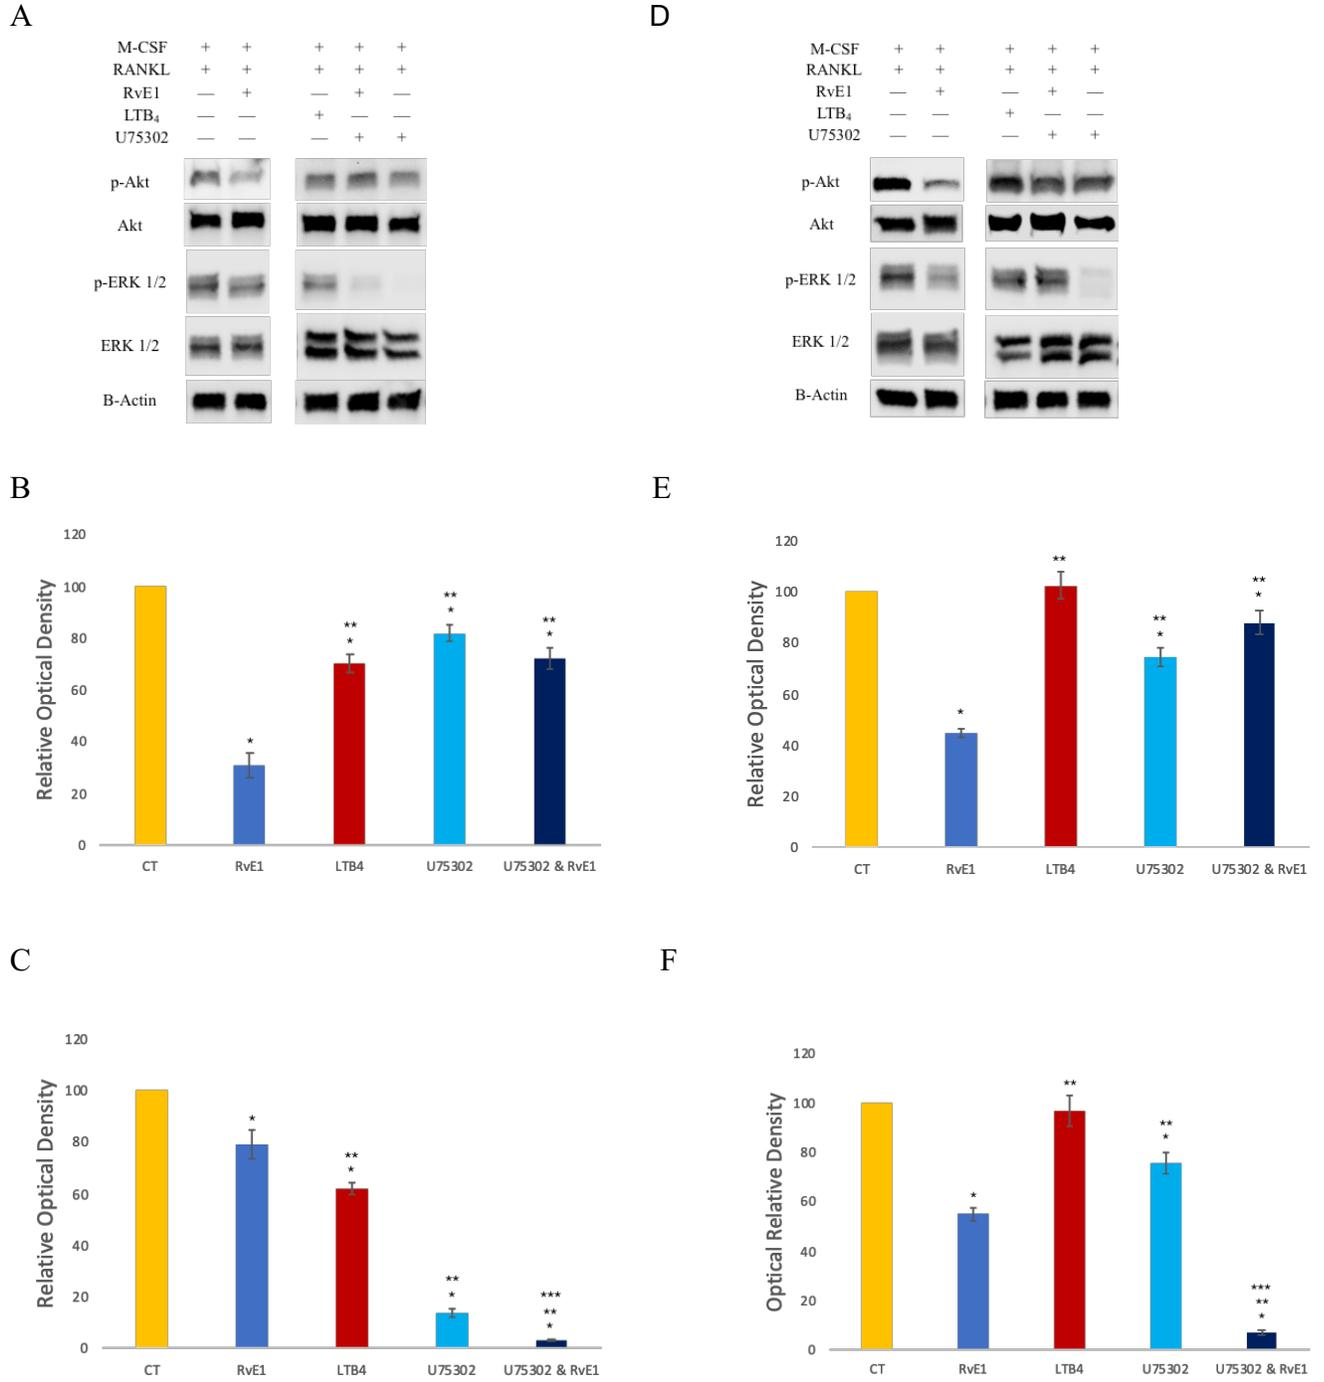 A
M-CSF + + + + +
RANKL + + + + +
RvE1 — + — + —
LTB₄ — — + — —
U75302 — — — + +
p-Akt
Akt
p-ERK 1/2
ERK 1/2
B-Actin
D
M-CSF + + + + +
RANKL + + + + +
RvE1 — + — + —
LTB₄ — — + — —
U75302 — — — + +
p-Akt
Akt
p-ERK 1/2
ERK 1/2
B-Actin
B
Relative Optical Density
120
100
80
60
40
20
0
*
**
*
**
*
**
*
CT RvE1 LTB4 U75302 U75302 & RvE1
E
Relative Optical Density
120
100
80
60
40
20
0
*
**
**
*
**
*
CT RvE1 LTB4 U75302 U75302 & RvE1
C
Relative Optical Density
120
100
80
60
40
20
0
*
**
*
**
*
***
**
*
CT RvE1 LTB4 U75302 U75302 & RvE1
F
Optical Relative Density
120
100
80
60
40
20
0
*
**
**
*
***
**
*
CT RvE1 LTB4 U75302 U75302 & RvE1